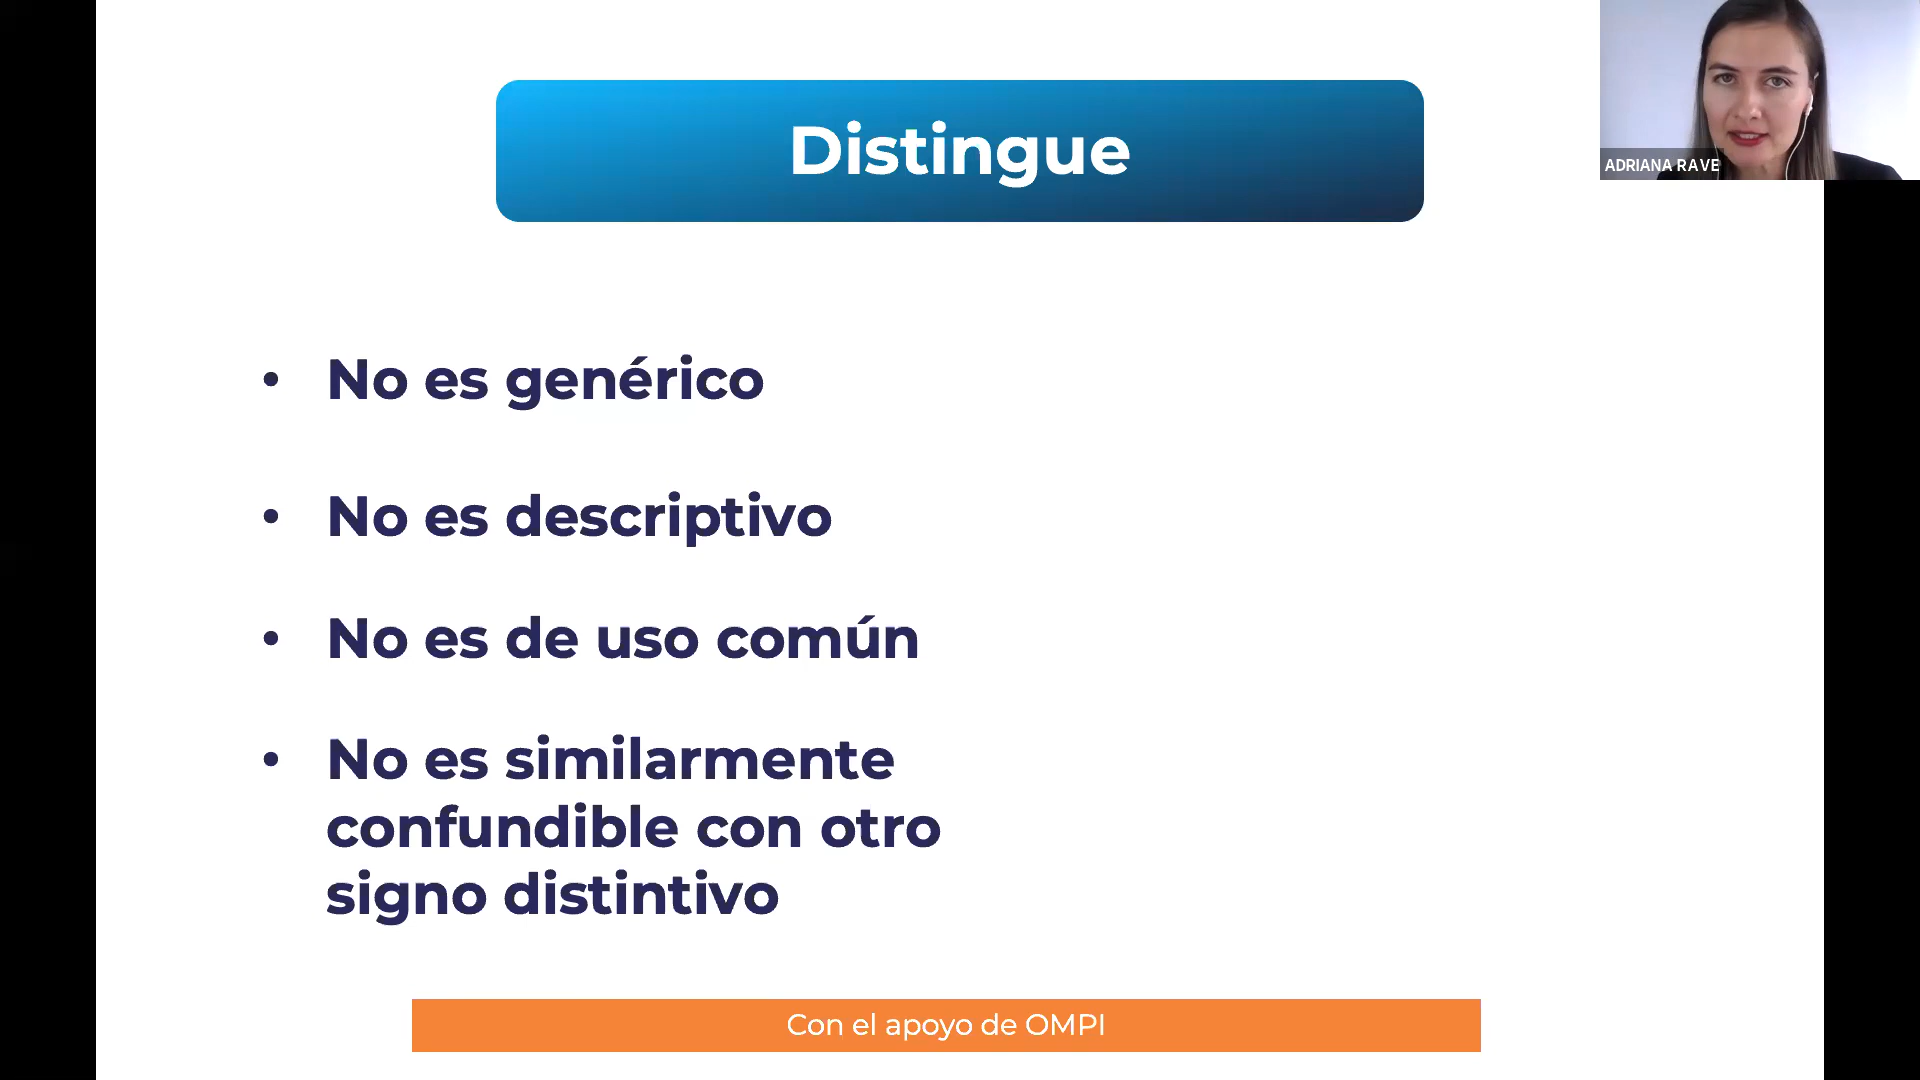 Distingue
ADRIANA RAVE
• No es genérico
• No es descriptivo
• No es de uso común
• No es similarmente
confundible con otro
signo distintivo
Con el apoyo de OMPI